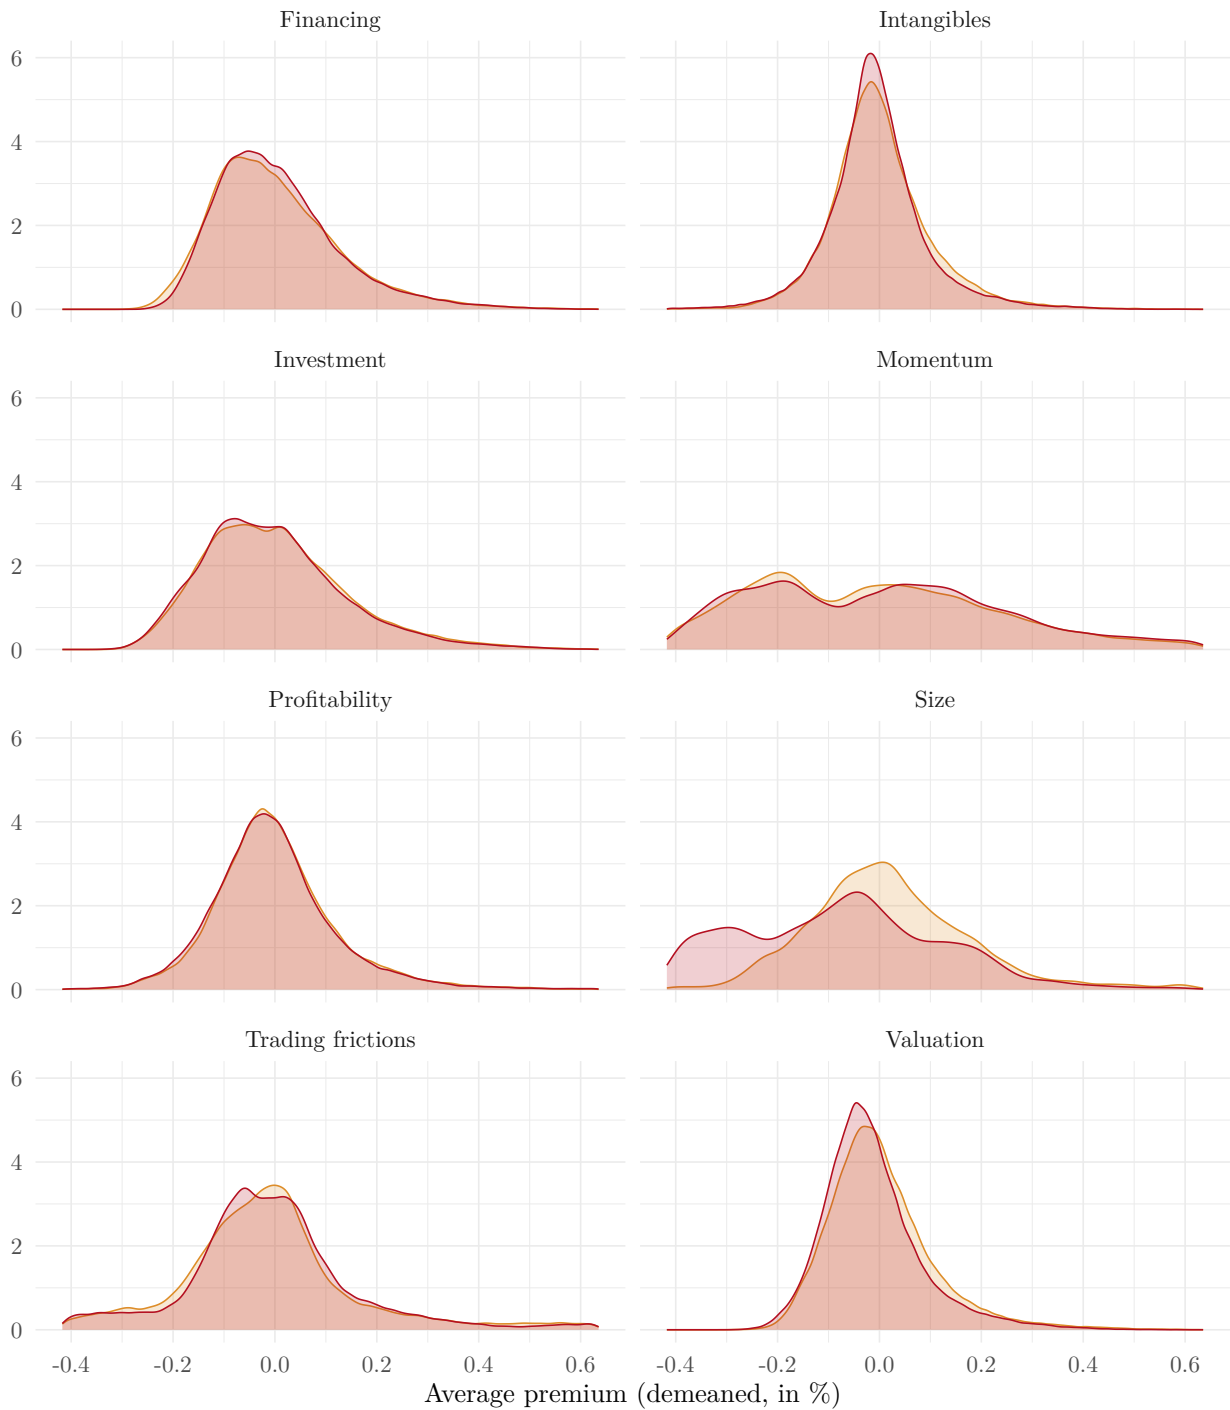 Financing
Intangibles
6
4
2
0
Investment
Momentum
6
4
2
0
Profitability
Size
6
4
2
0
Trading frictions
Valuation
6
4
2
0
-0.4 -0.2 0.0 0.2 0.4 0.6
-0.4 -0.2 0.0 0.2 0.4 0.6
Average premium (demeaned, in %)